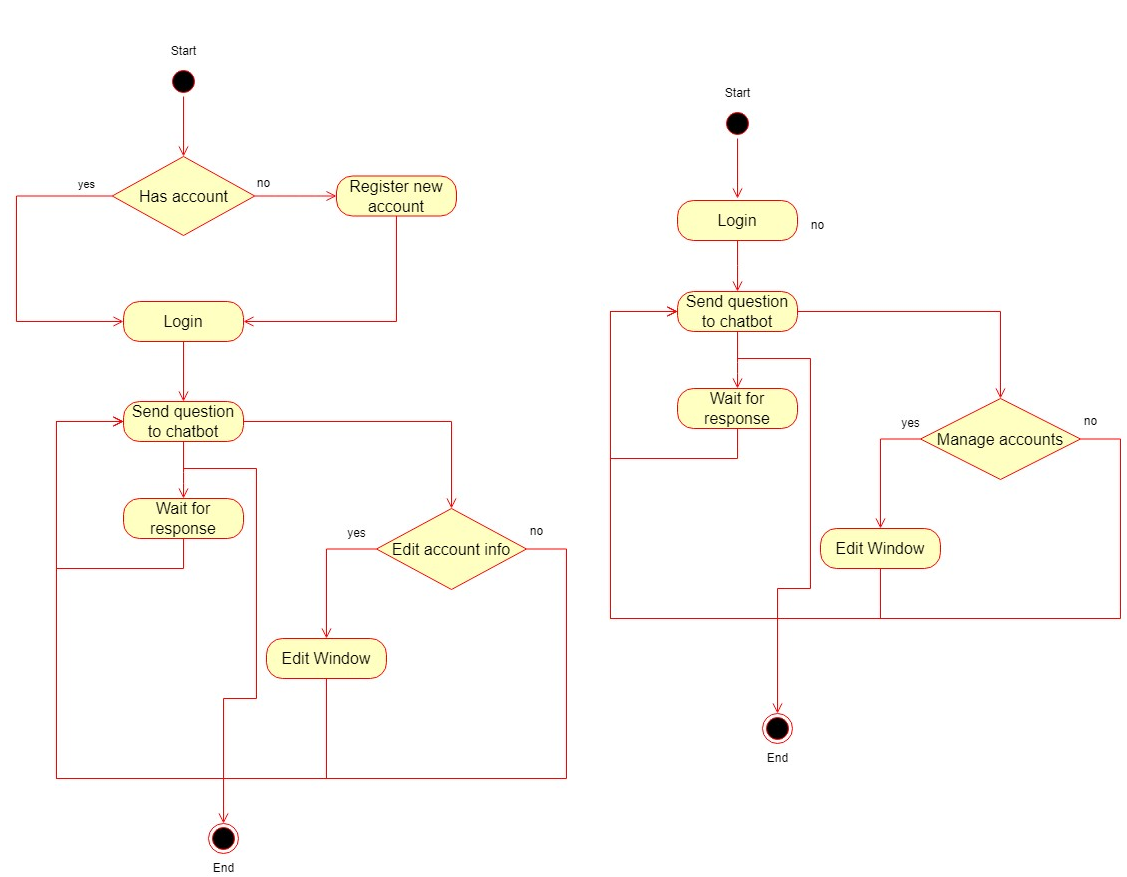 Start
yes
no
Has account
Register new
account
Login
Send question
to chatbot
Wait for
response
yes
no
Edit account info
Edit Window
End
Start
Login
no
Send question
to chatbot
Wait for
response
yes
no
Manage accounts
Edit Window
End